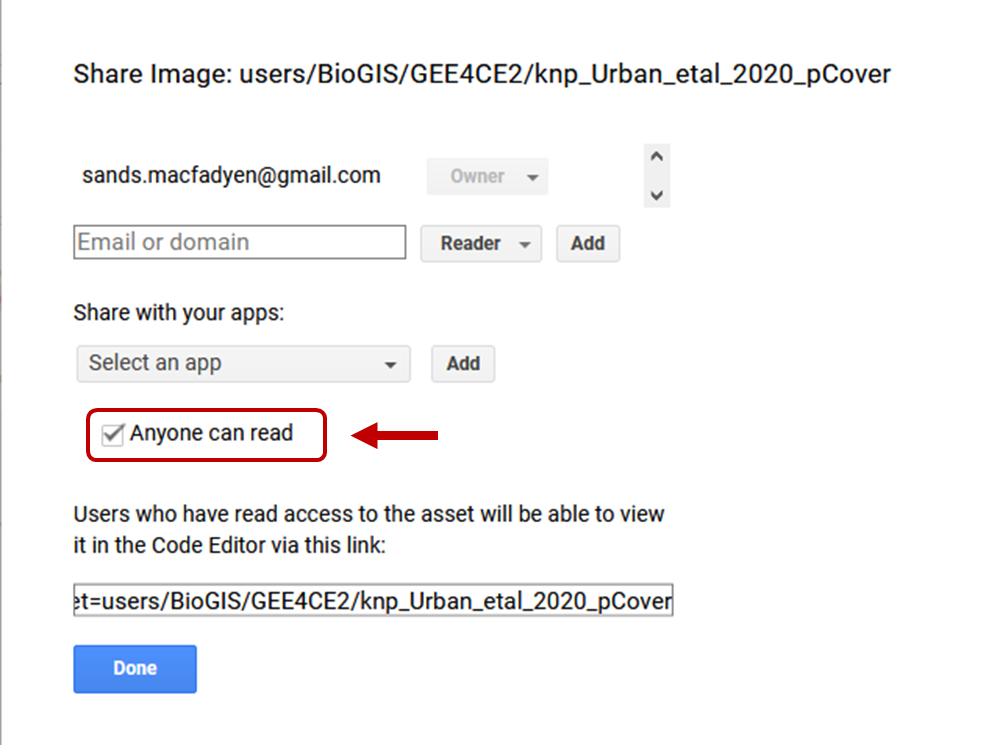 Share Image: users/BioGIS/GEE4CE2/knp_Urban_etal_2020_pCover
sands.macfadyen@gmail.com Owner
Email or domain Reader Add
Share with your apps:
Select an app Add
Anyone can read
Users who have read access to the asset will be able to view
it in the Code Editor via this link:
et=users/BioGIS/GEE4CE2/knp_Urban_etal_2020_pCover
Done